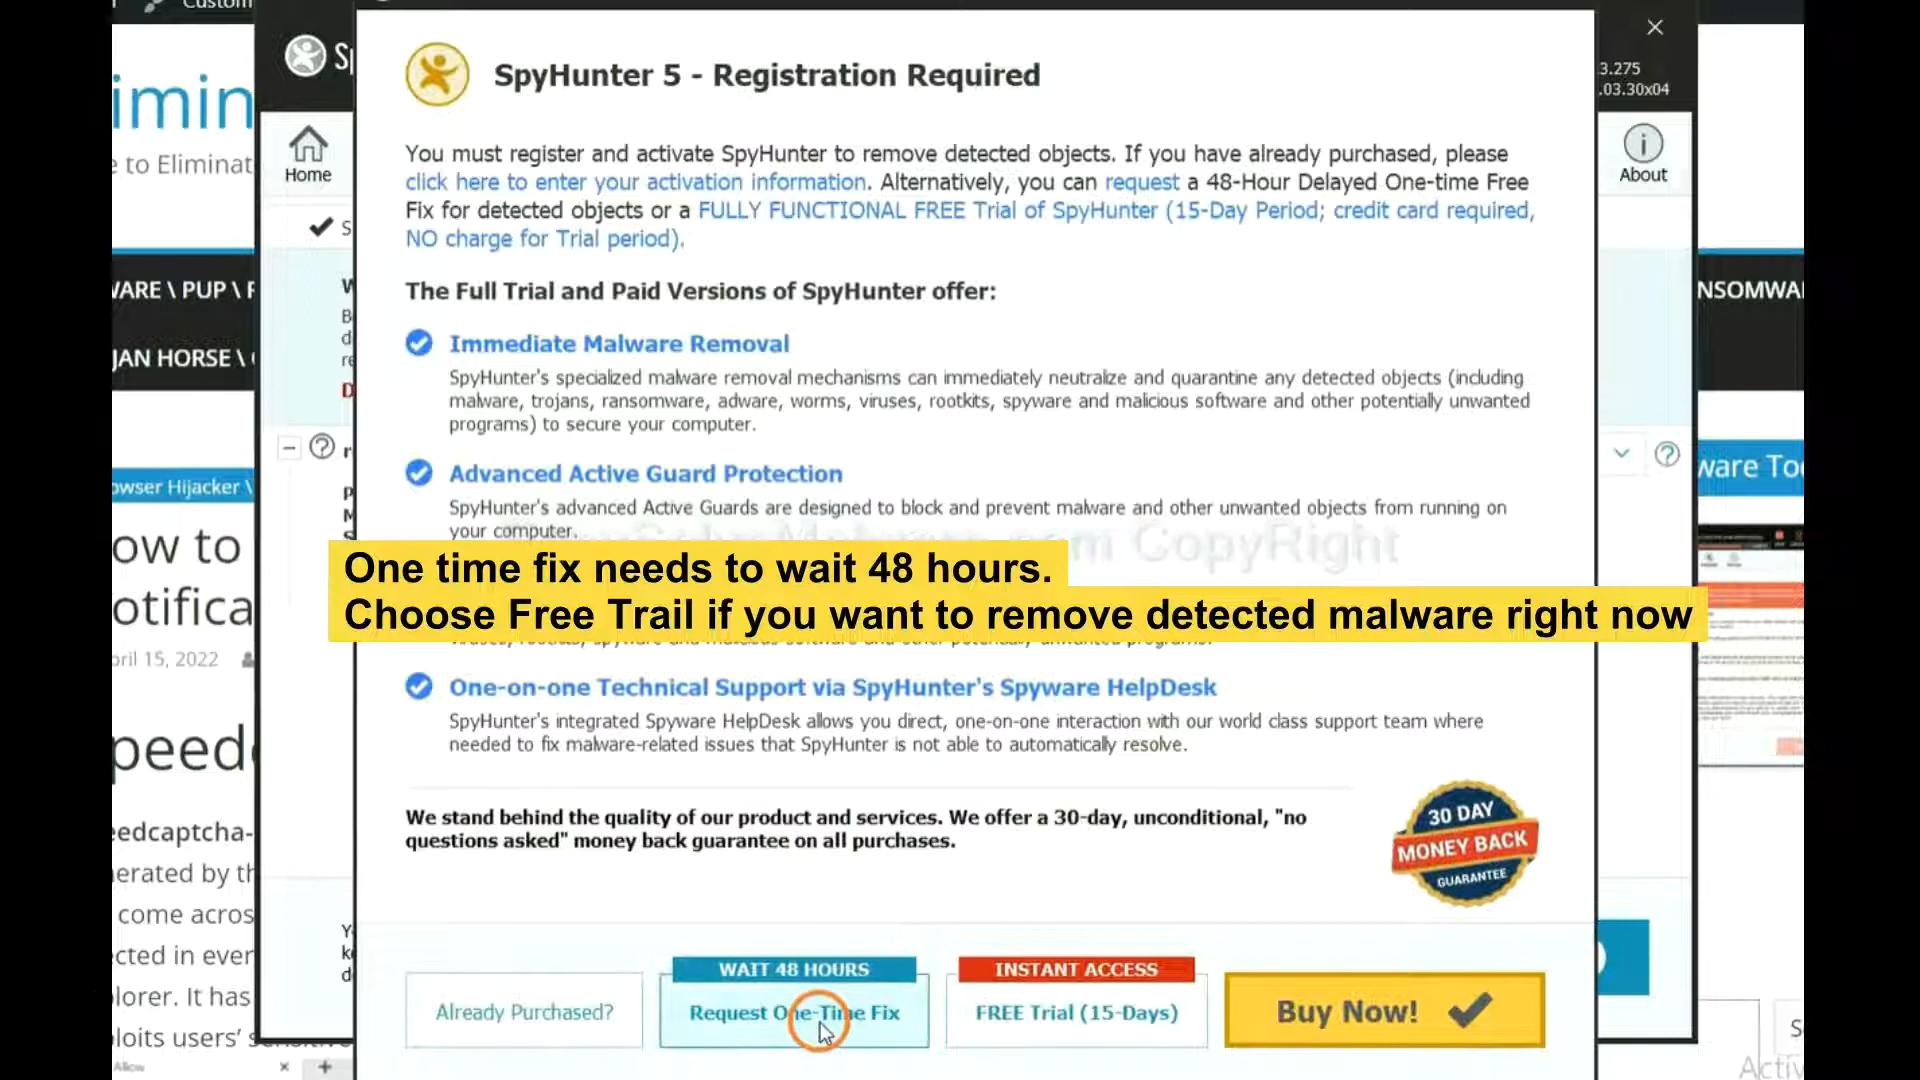 Custom
SpyHunter 5 - Registration Required
3.275
.03.30x04
imin
e to Eliminat
Home
About
You must register and activate SpyHunter to remove detected objects. If you have already purchased, please
click here to enter your activation information. Alternatively, you can request a 48-Hour Delayed One-time Free
Fix for detected objects or a FULLY FUNCTIONAL FREE Trial of SpyHunter (15-Day Period; credit card required,
NO charge for Trial period).
WARE \ PUP \
NSOMWA
The Full Trial and Paid Versions of SpyHunter offer:
JAN HORSE \
Immediate Malware Removal
SpyHunter's specialized malware removal mechanisms can immediately neutralize and quarantine any detected objects (including
malware, trojans, ransomware, adware, worms, viruses, rootkits, spyware and malicious software and other potentially unwanted
programs) to secure your computer.
Advanced Active Guard Protection
SpyHunter's advanced Active Guards are designed to block and prevent malware and other unwanted objects from running on
your computer.
owser Hijacker \
ware Too
CopyRight
ow to
otifica
One time fix needs to wait 48 hours.
Choose Free Trail if you want to remove detected malware right now
pril 15, 2022
One-on-one Technical Support via SpyHunter's Spyware HelpDesk
SpyHunter's integrated Spyware HelpDesk allows you direct, one-on-one interaction with our world class support team where
needed to fix malware-related issues that SpyHunter is not able to automatically resolve.
peed
We stand behind the quality of our product and services. We offer a 30-day, unconditional, "no
questions asked" money back guarantee on all purchases.
30 DAY
MONEY BACK
GUARANTEE
eedcaptcha-
erated by th
come across
cted in ever
lorer. It has
ploits users' sensitive
WAIT 48 HOURS
INSTANT ACCESS
Already Purchased?
Request One-Time Fix
FREE Trial (15-Days)
Buy Now!
Allow
Activ